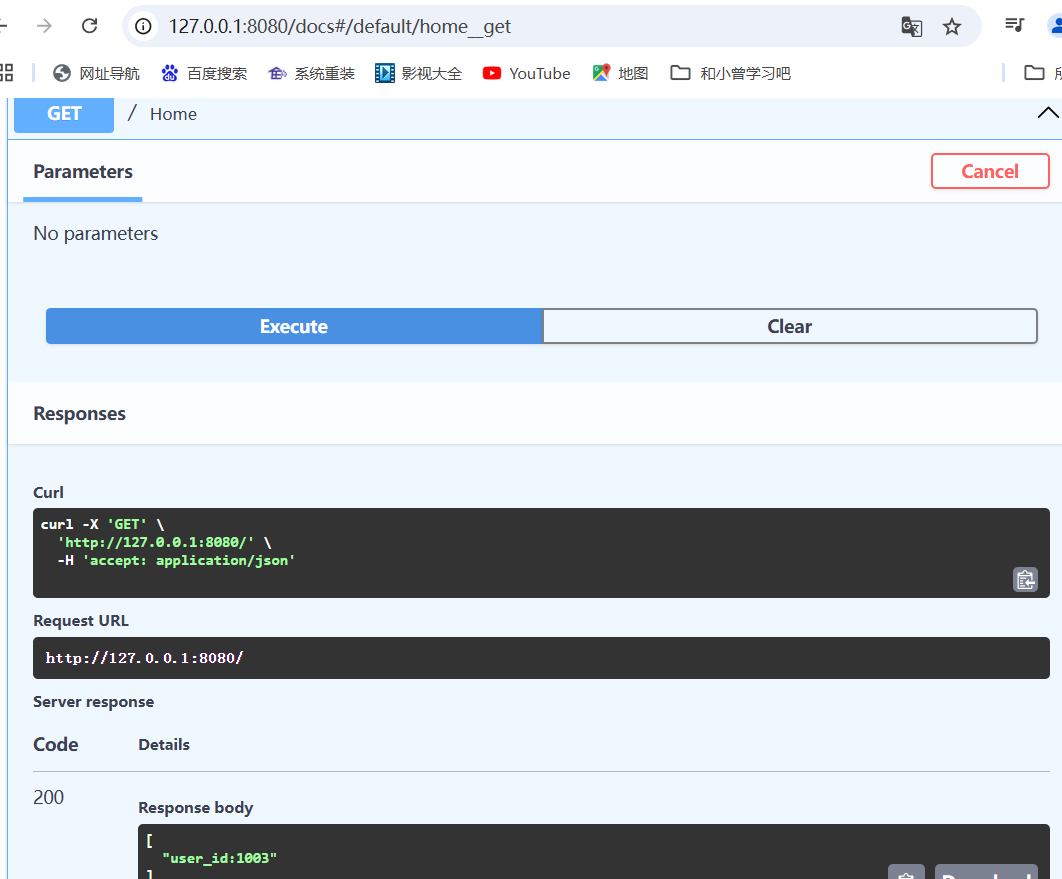 127.0.0.1:8080/docs#/default/home__get
网址导航 百度搜索 系统重装 影视大全 YouTube 地图 和小曾学习吧
GET / Home
Parameters Cancel
No parameters
Execute Clear
Responses
Curl
curl -X 'GET' \
'http://127.0.0.1:8080/' \
-H 'accept: application/json'
Request URL
http://127.0.0.1:8080/
Server response
Code Details
200
Response body
[
"user_id:1003"
]
Download